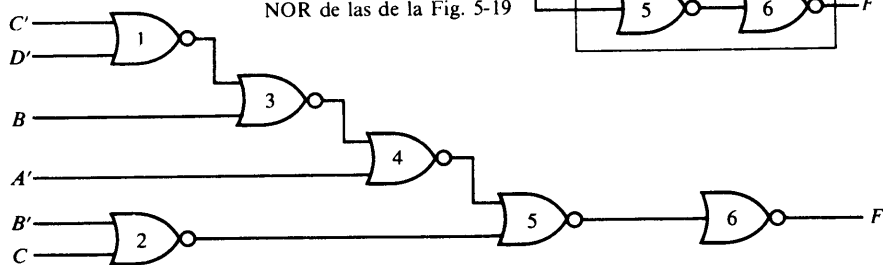 NOR de las de la Fig. 5-19
5
6
F
C'
D'
1
3
B
4
A'
B'
C
2
5
6
F